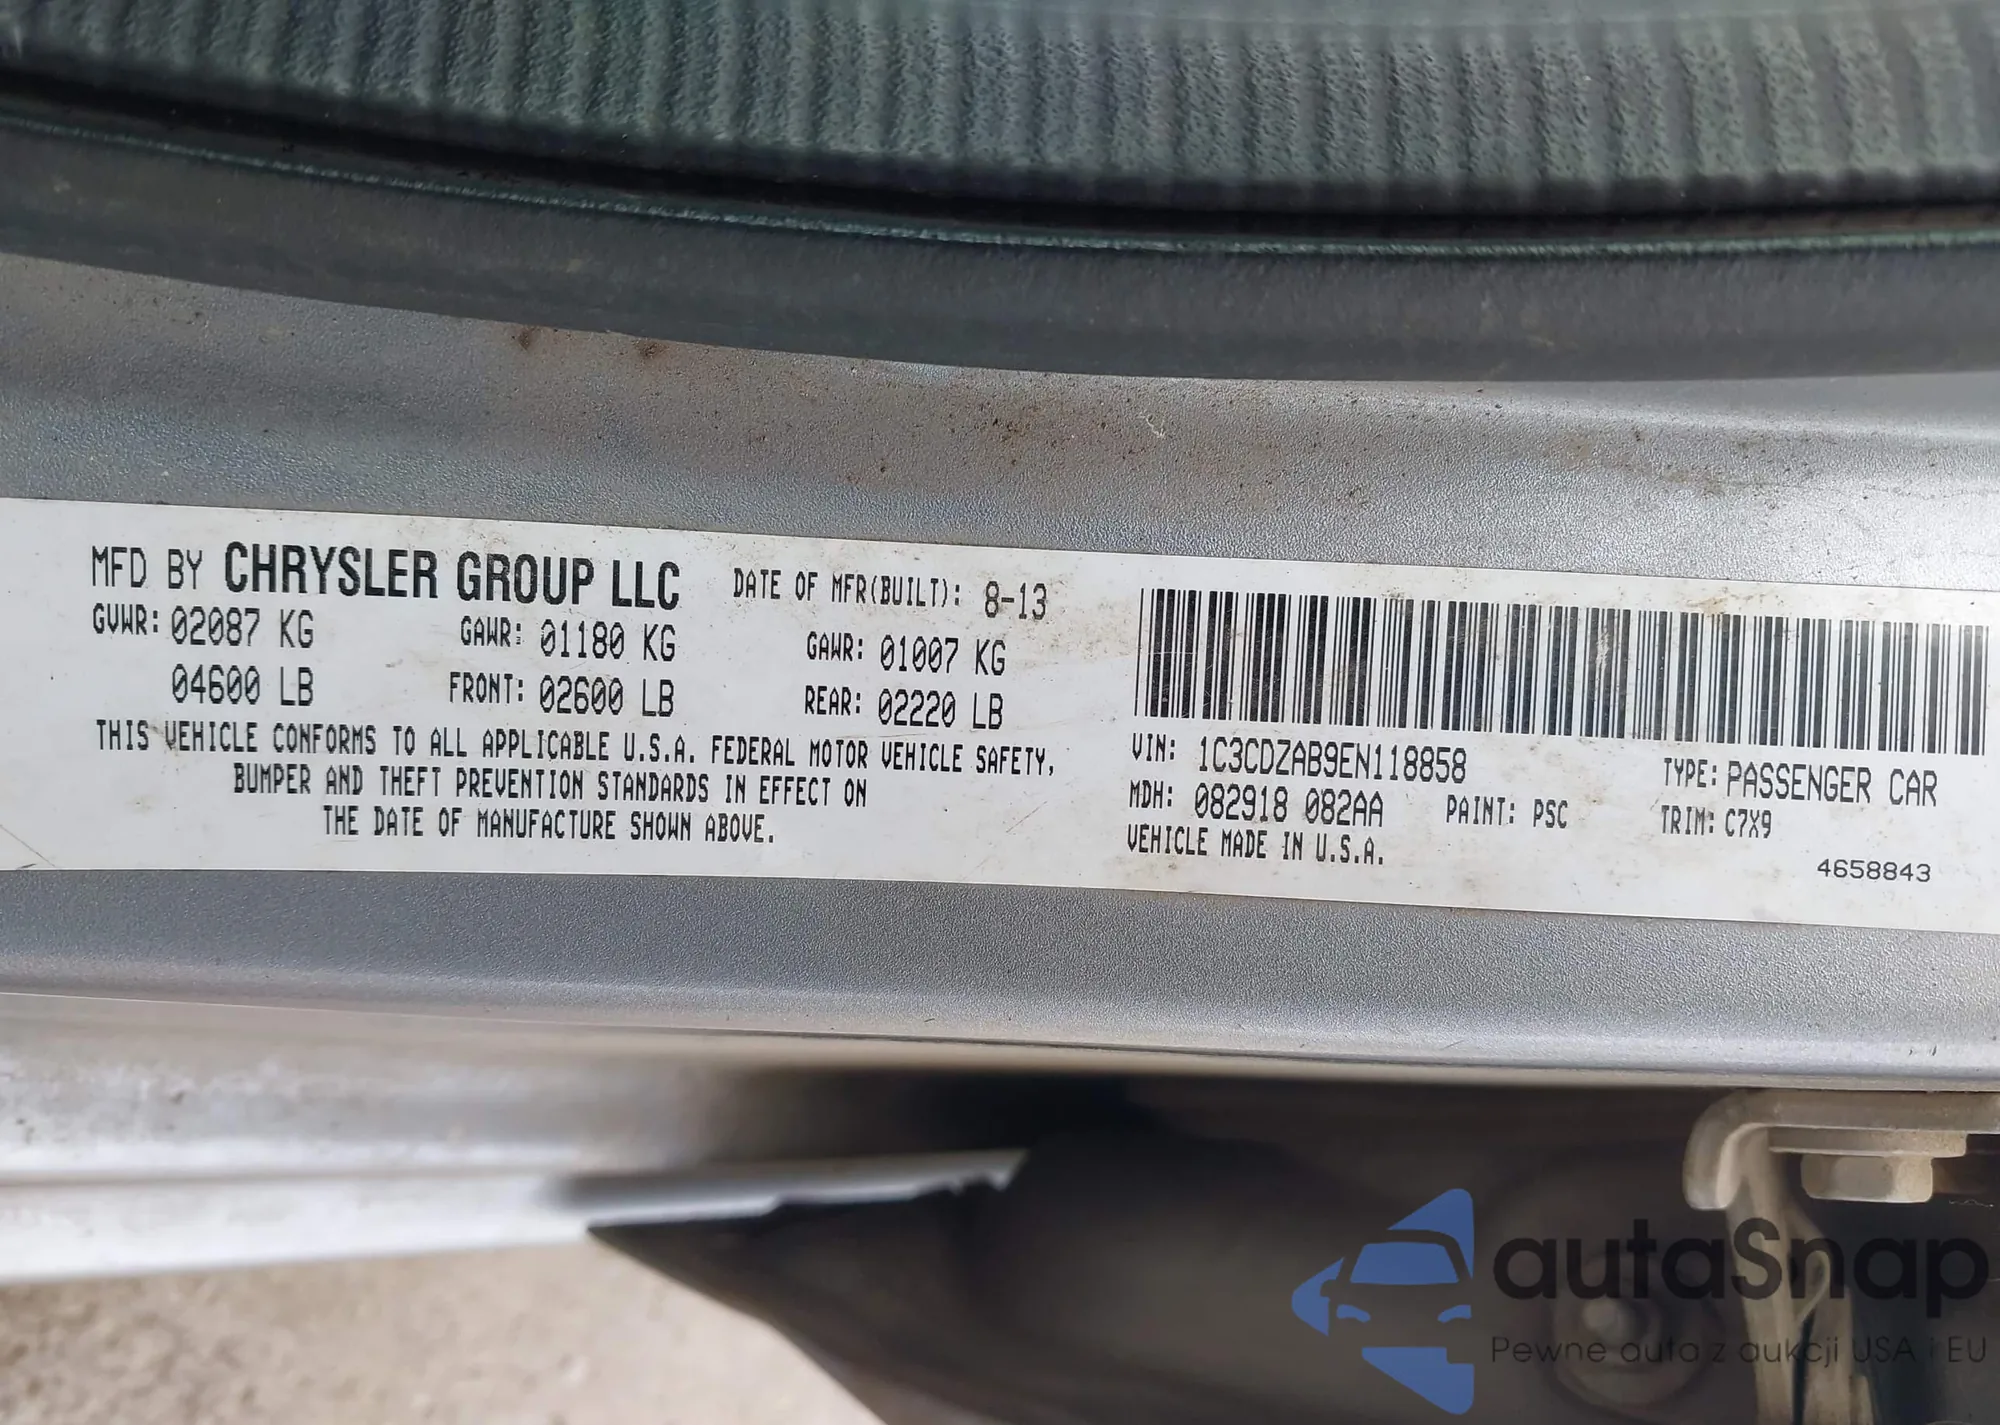 MFD BY CHRYSLER GROUP LLC DATE OF MFR(BUILT): 8-13
GVWR: 02087 KG GAWR: 01180 KG GAWR: 01007 KG
04600 LB FRONT: 02600 LB REAR: 02220 LB
THIS VEHICLE CONFORMS TO ALL APPLICABLE U.S.A. FEDERAL MOTOR VEHICLE SAFETY,
BUMPER AND THEFT PREVENTION STANDARDS IN EFFECT ON
THE DATE OF MANUFACTURE SHOWN ABOVE.
VIN: 1C3CDZAB9EN118858 TYPE: PASSENGER CAR
MDH: 082918 082AA PAINT: PSC TRIM: C7X9
VEHICLE MADE IN U.S.A.
4658843
autaSnap
Pewne auta z aukcji USA i EU